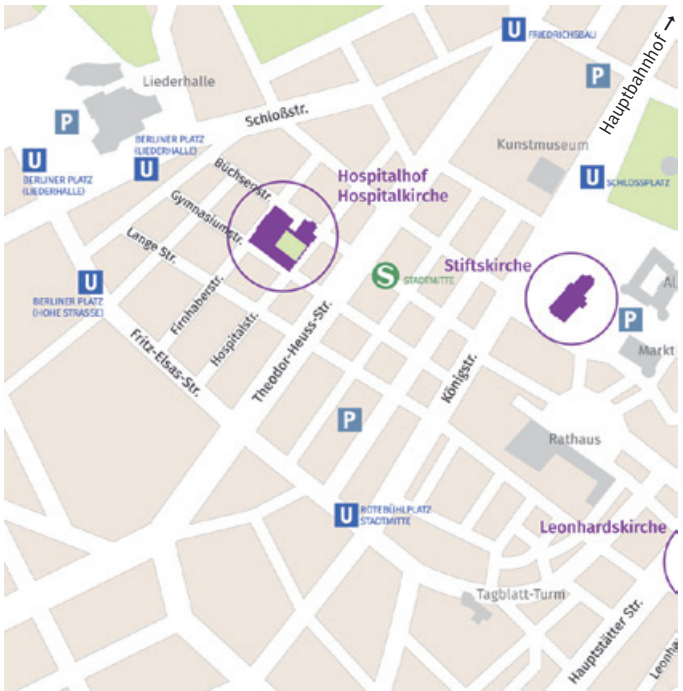 U
FRIEDRICHSBAU
Hauptbahnhof →
P
Liederhalle
P
Schloßstr.
BERLINER PLATZ
(LIEDERHALLE)
U
U
BERLINER PLATZ
(LIEDERHALLE)
Kunstmuseum
U
SCHLOSSPLATZ
Büchsenstr.
Hospitalhof
Hospitalkirche
Gymnasiumstr.
Lange Str.
Stiftskirche
S
STADTMITTE
U
BERLINER PLATZ
(HOHE STRASSE)
Firnhaberstr.
Hospitalstr.
Theodor-Heuss-Str.
Fritz-Elsas-Str.
Al
P
Markt
Königstr.
P
Rathaus
U
ROTEBÜHLPLATZ
STADTMITTE
Leonhardskirche
Tagblatt-Turm
Hauptstätter Str.
Leonha